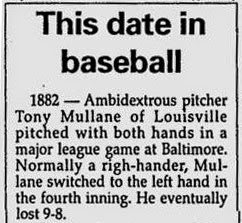 This date in
baseball
1882 — Ambidextrous pitcher
Tony Mullane of Louisville
pitched with both hands in a
major league game at Baltimore.
Normally a righ-hander, Mul-
lane switched to the left hand in
the fourth inning. He eventually
lost 9-8.